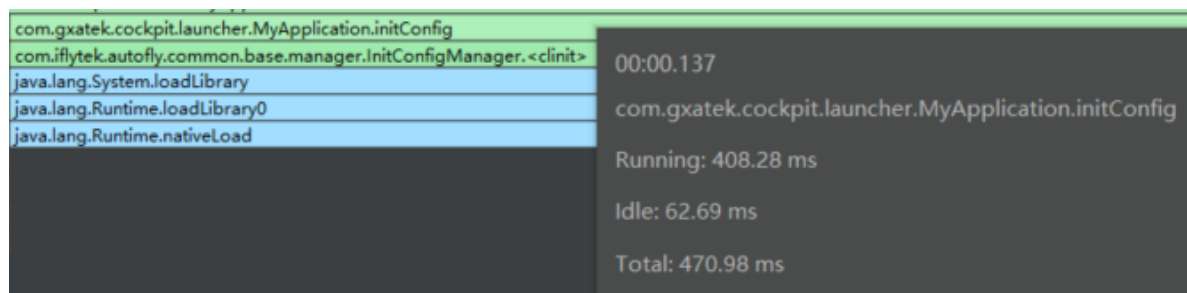 com.gxatek.cockpit.launcher.MyApplication.initConfig
com.iflytek.autofly.common.base.manager.InitConfigManager.<clinit>
java.lang.System.loadLibrary
java.lang.Runtime.loadLibrary0
java.lang.Runtime.nativeLoad
00:00.137
com.gxatek.cockpit.launcher.MyApplication.initConfig
Running: 408.28 ms
Idle: 62.69 ms
Total: 470.98 ms